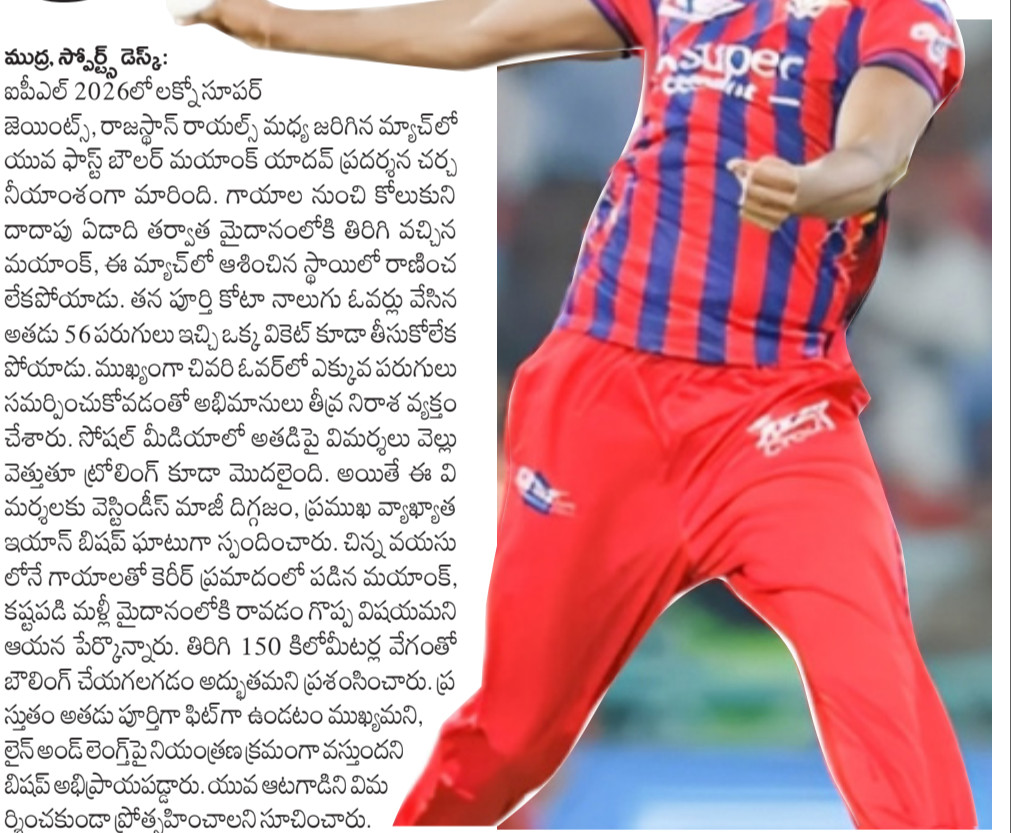 ముద్ర, స్పోర్ట్స్ డెస్క్:
ఐపీఎల్ 2026లో లక్నో సూపర్
జెయింట్స్, రాజస్థాన్ రాయల్స్ మధ్య జరిగిన మ్యాచ్‌లో
యువ ఫాస్ట్ బౌలర్ మయాంక్ యాదవ్ ప్రదర్శన చర్చ
నీయాంశంగా మారింది. గాయాల నుంచి కోలుకుని
దాదాపు ఏడాది తర్వాత మైదానంలోకి తిరిగి వచ్చిన
మయాంక్, ఈ మ్యాచ్‌లో ఆశించిన స్థాయిలో రాణించ
లేకపోయాడు. తన పూర్తి కోటా నాలుగు ఓవర్లు వేసిన
అతడు 56 పరుగులు ఇచ్చి ఒక్క వికెట్ కూడా తీసుకోలేక
పోయాడు. ముఖ్యంగా చివరి ఓవర్‌లో ఎక్కువ పరుగులు
సమర్పించుకోవడంతో అభిమానులు తీవ్ర నిరాశ వ్యక్తం
చేశారు. సోషల్ మీడియాలో అతడిపై విమర్శలు వెల్లు
వెత్తుతూ ట్రోలింగ్ కూడా మొదలైంది. అయితే ఈ వి
మర్శలకు వెస్టిండీస్ మాజీ దిగ్గజం, ప్రముఖ వ్యాఖ్యాత
ఇయాన్ బిషప్ ఘాటుగా స్పందించారు. చిన్న వయసు
లోనే గాయాలతో కెరీర్ ప్రమాదంలో పడిన మయాంక్,
కష్టపడి మళ్లీ మైదానంలోకి రావడం గొప్ప విషయమని
ఆయన పేర్కొన్నారు. తిరిగి 150 కిలోమీటర్ల వేగంతో
బౌలింగ్ చేయగలగడం అద్భుతమని ప్రశంసించారు. ప్ర
స్తుతం అతడు పూర్తిగా ఫిట్‌గా ఉండటం ముఖ్యమని,
లైన్ అండ్ లెంగ్త్‌పై నియంత్రణ క్రమంగా వస్తుందని
బిషప్ అభిప్రాయపడ్డారు. యువ ఆటగాడిని విమ
ర్శించకుండా ప్రోత్సహించాలని సూచించారు.
super